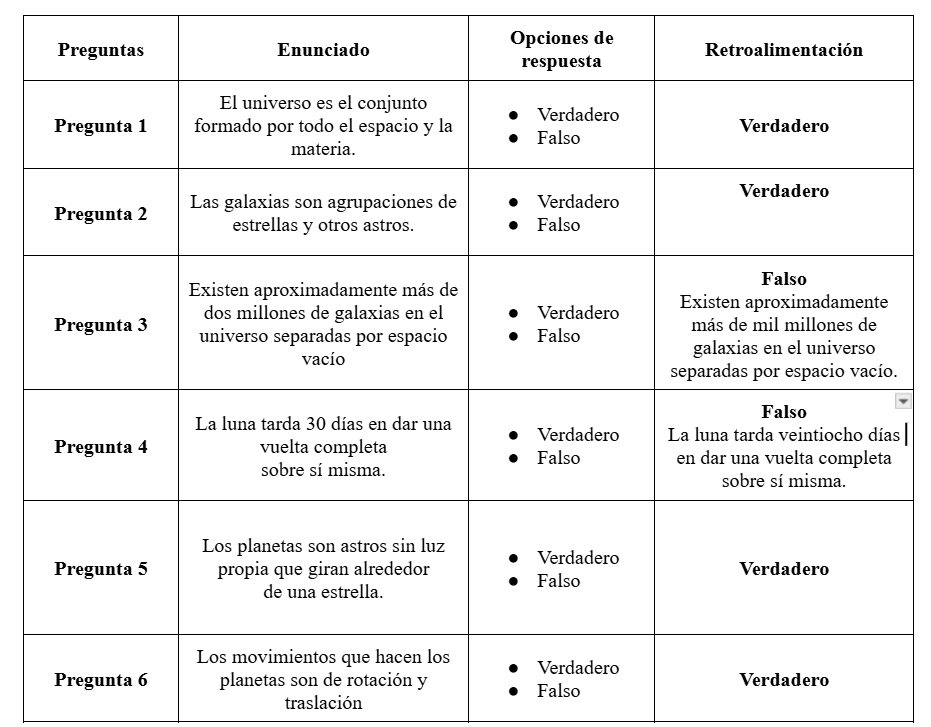 Preguntas
Enunciado
Opciones de
respuesta
Retroalimentación
Pregunta 1
El universo es el conjunto
formado por todo el espacio y la
materia.
● Verdadero
● Falso
Verdadero
Pregunta 2
Las galaxias son agrupaciones de
estrellas y otros astros.
● Verdadero
● Falso
Verdadero
Pregunta 3
Existen aproximadamente más de
dos millones de galaxias en el
universo separadas por espacio
vacío
● Verdadero
● Falso
Falso
Existen aproximadamente
más de mil millones de
galaxias en el universo
separadas por espacio vacío.
Pregunta 4
La luna tarda 30 días en dar una
vuelta completa
sobre sí misma.
● Verdadero
● Falso
Falso
La luna tarda veintiocho días
en dar una vuelta completa
sobre sí misma.
Pregunta 5
Los planetas son astros sin luz
propia que giran alrededor
de una estrella.
● Verdadero
● Falso
Verdadero
Pregunta 6
Los movimientos que hacen los
planetas son de rotación y
traslación
● Verdadero
● Falso
Verdadero